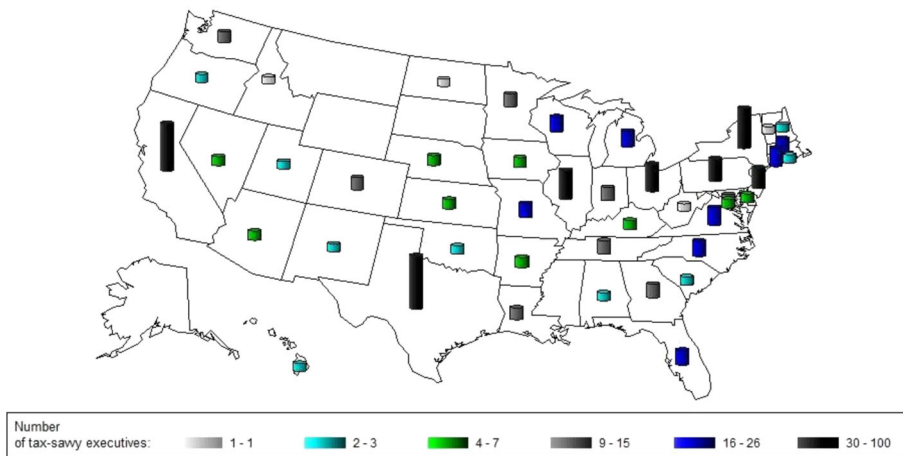 Number
of tax-savvy executives: 1 - 1 2 - 3 4 - 7 9 - 15 16 - 26 30 - 100